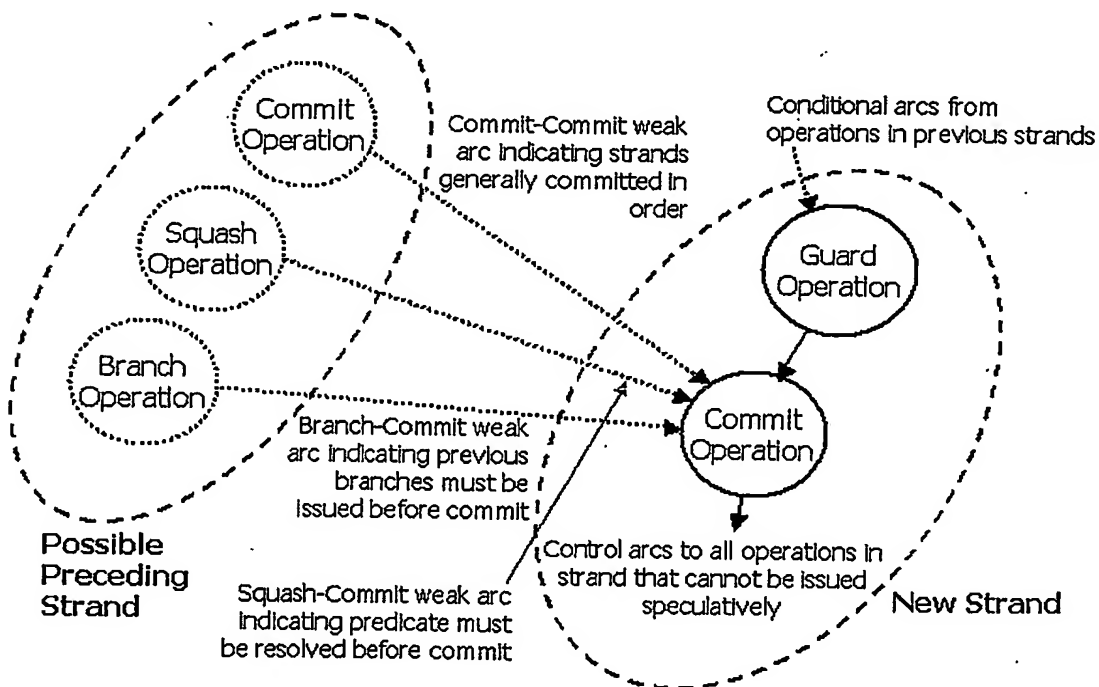 Commit
Operation
Squash
Operation
Branch
Operation
Possible
Preceding
Strand
Commit-Commit weak
arc indicating strands
generally committed in
order
Branch-Commit weak
arc indicating previous
branches must be
issued before commit
Squash-Commit weak arc
indicating predicate must
be resolved before commit
Conditional arcs from
operations in previous strands
Guard
Operation
Commit
Operation
Control arcs to all operations in
strand that cannot be issued
speculatively
New Strand